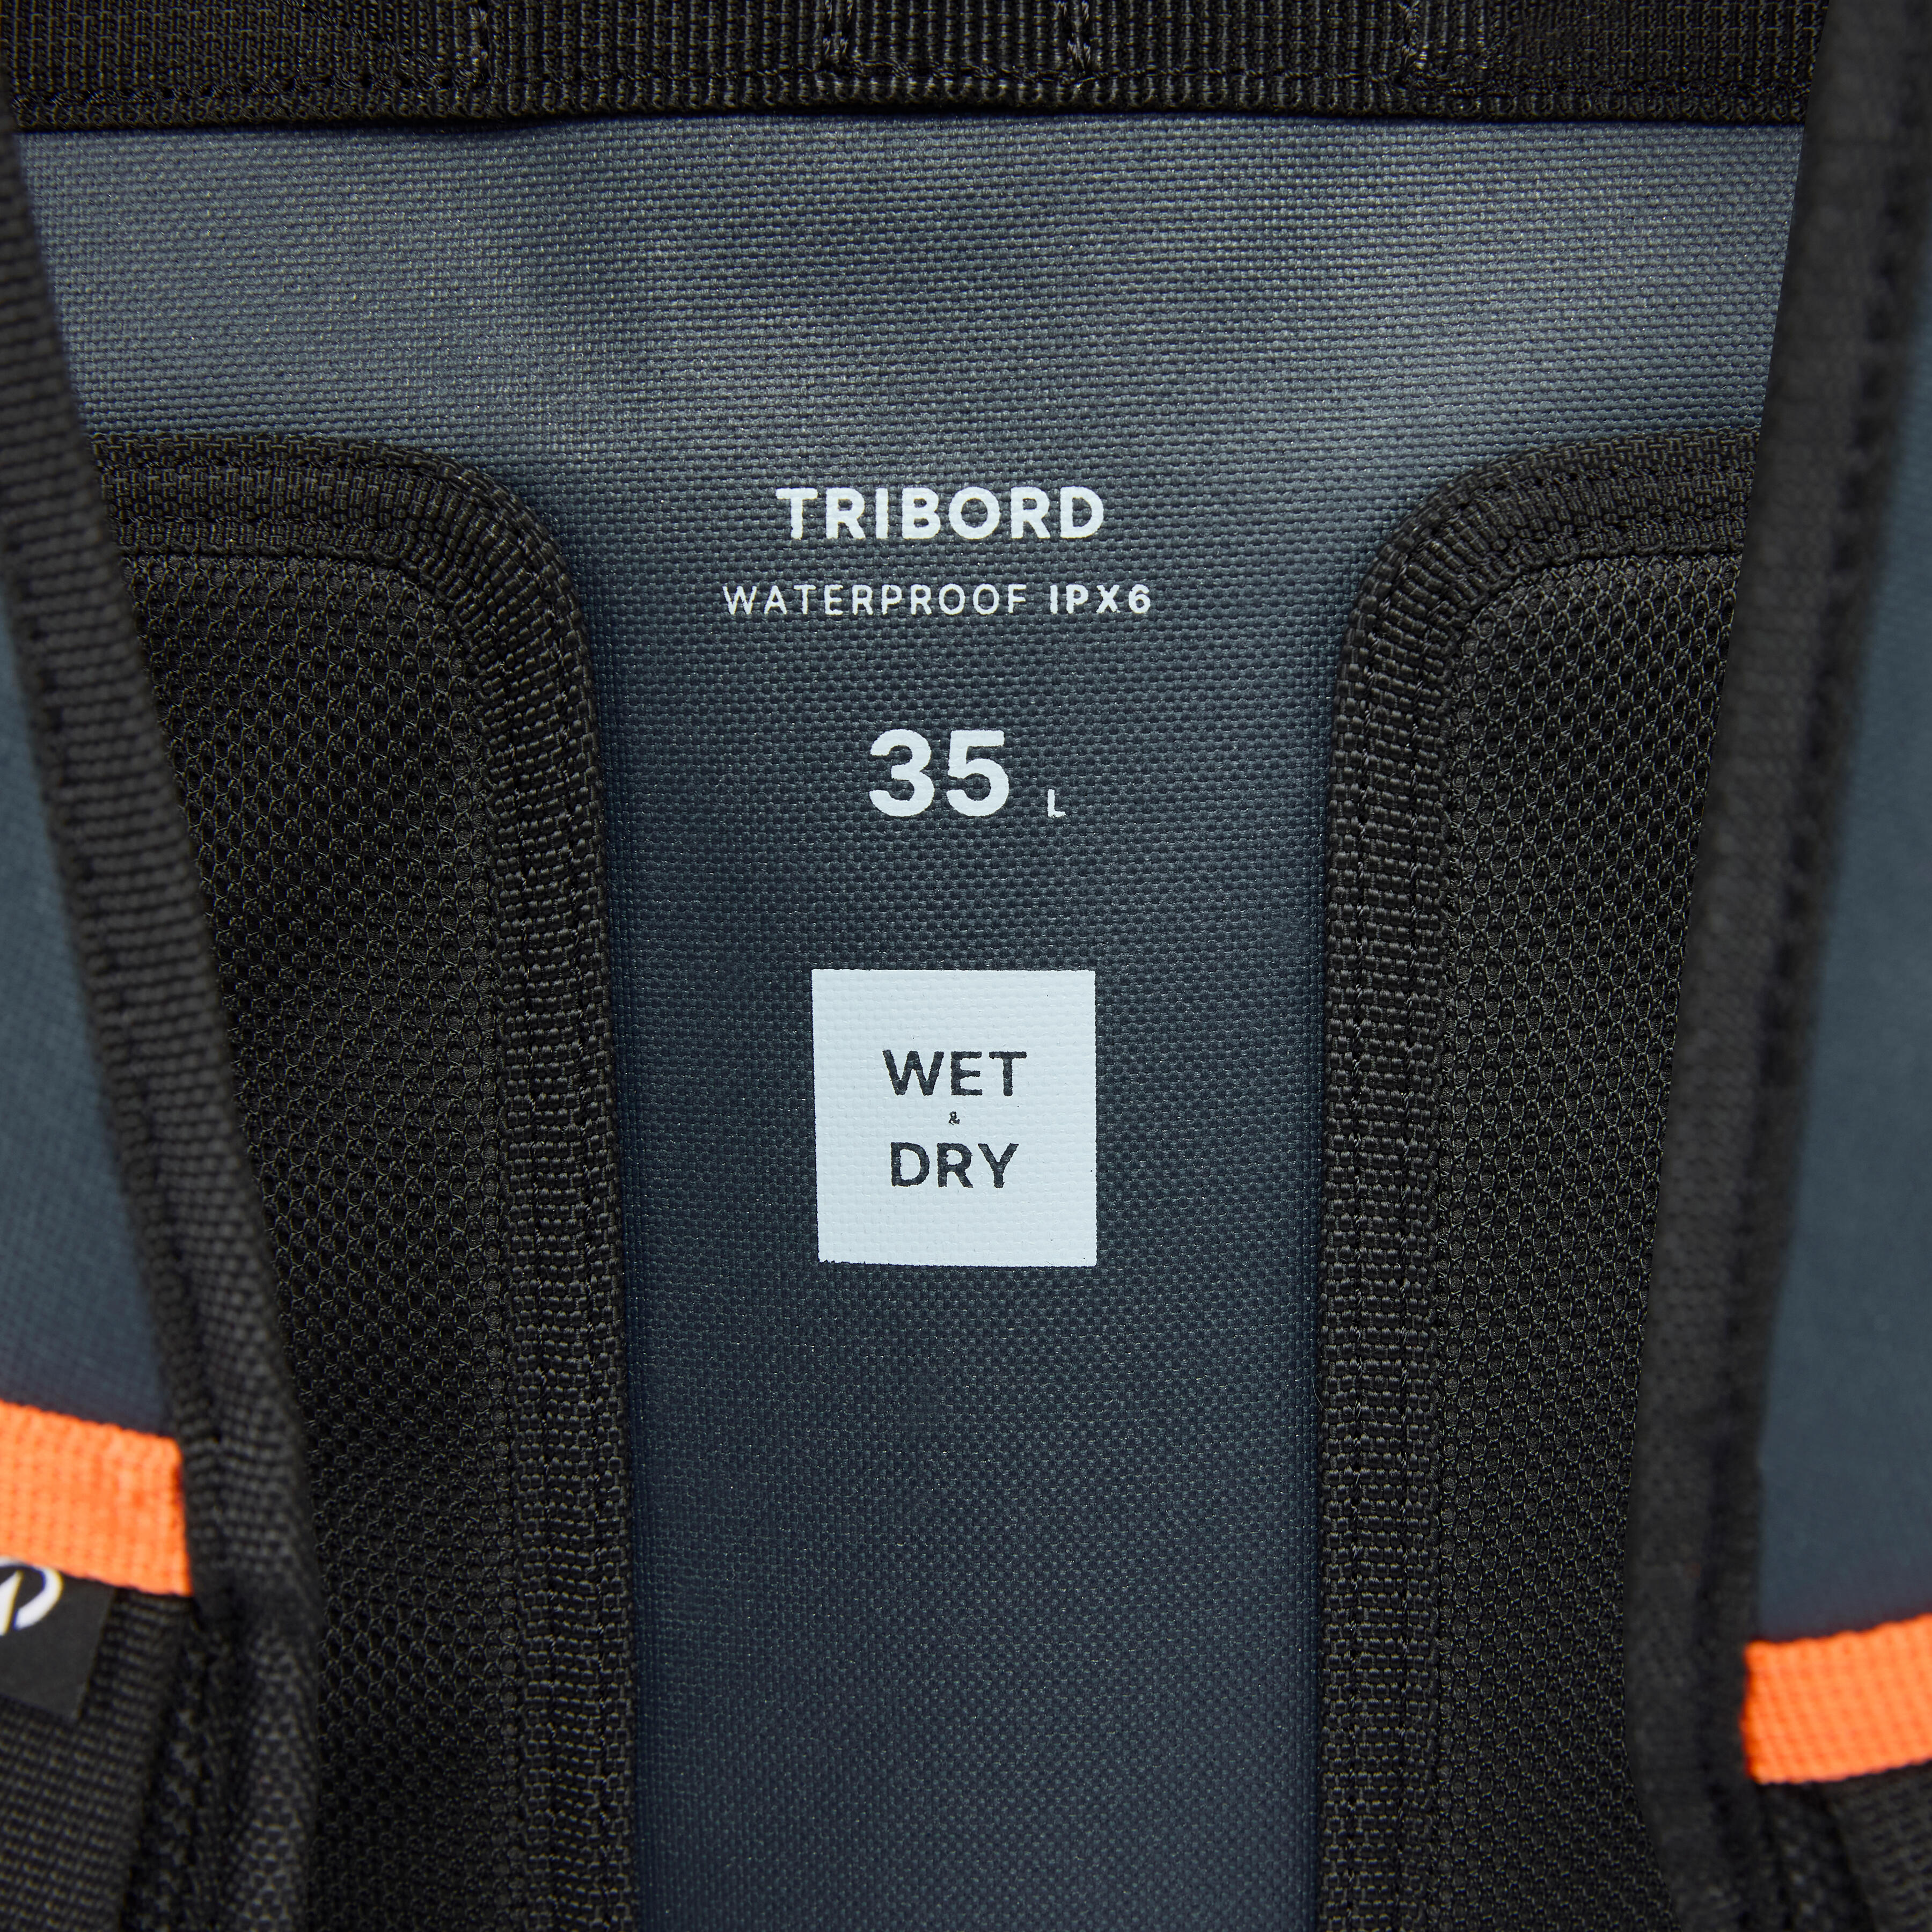 TRIBORD
WATERPROOF IPX6
35 L
WET
&
DRY